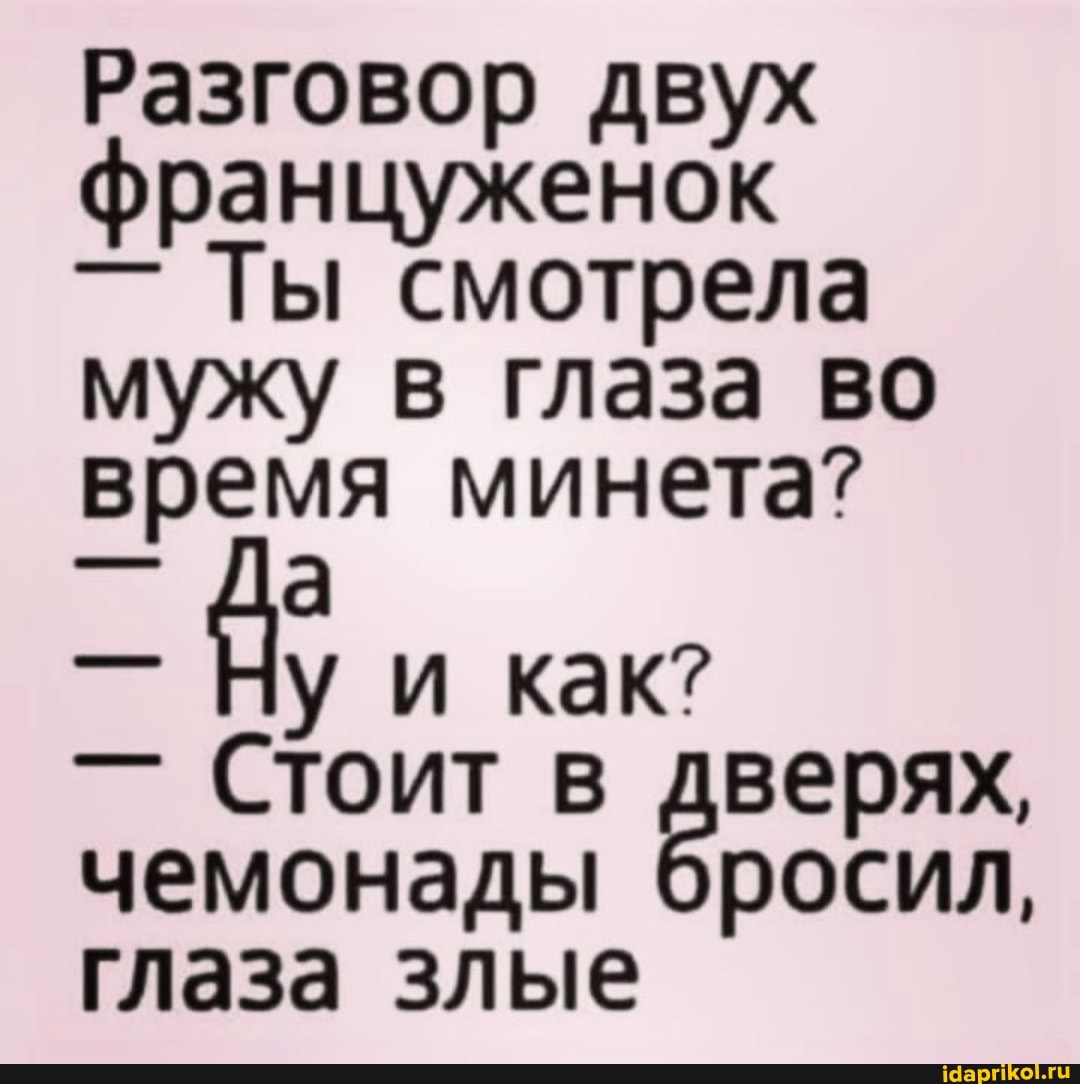 Разговор двух
француженок
— Ты смотрела
мужу в глаза во
время минета?
— Да
— Ну и как?
— Стоит в дверях,
чемонады бросил,
глаза злые
idaprikol.ru